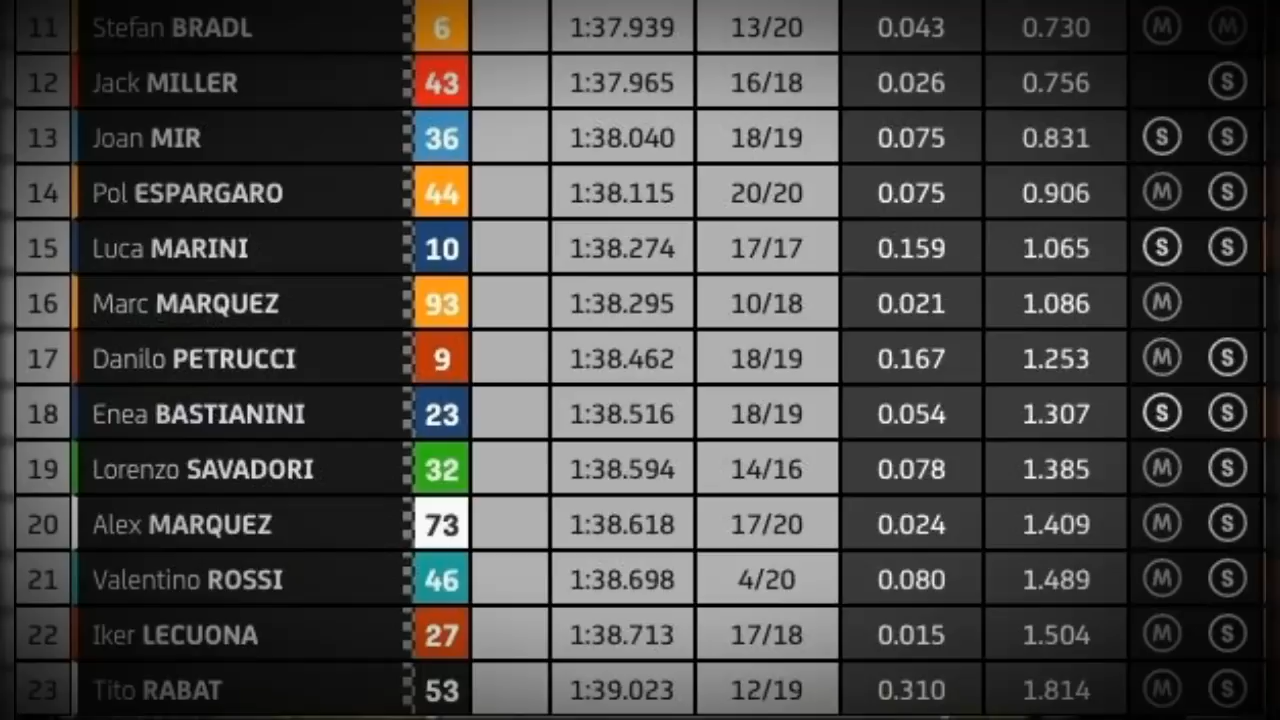 11 Stefan BRADL 6 1:37.939 13/20 0.043 0.730 M M
12 Jack MILLER 43 1:37.965 16/18 0.026 0.756 S
13 Joan MIR 36 1:38.040 18/19 0.075 0.831 S S
14 Pol ESPARGARO 44 1:38.115 20/20 0.075 0.906 M S
15 Luca MARINI 10 1:38.274 17/17 0.159 1.065 S S
16 Marc MARQUEZ 93 1:38.295 10/18 0.021 1.086 M
17 Danilo PETRUCCI 9 1:38.462 18/19 0.167 1.253 M S
18 Enea BASTIANINI 23 1:38.516 18/19 0.054 1.307 S S
19 Lorenzo SAVADORI 32 1:38.594 14/16 0.078 1.385 M S
20 Alex MARQUEZ 73 1:38.618 17/20 0.024 1.409 M S
21 Valentino ROSSI 46 1:38.698 4/20 0.080 1.489 M S
22 Iker LECUONA 27 1:38.713 17/18 0.015 1.504 M S
23 Tito RABAT 53 1:39.023 12/19 0.310 1.814 M S